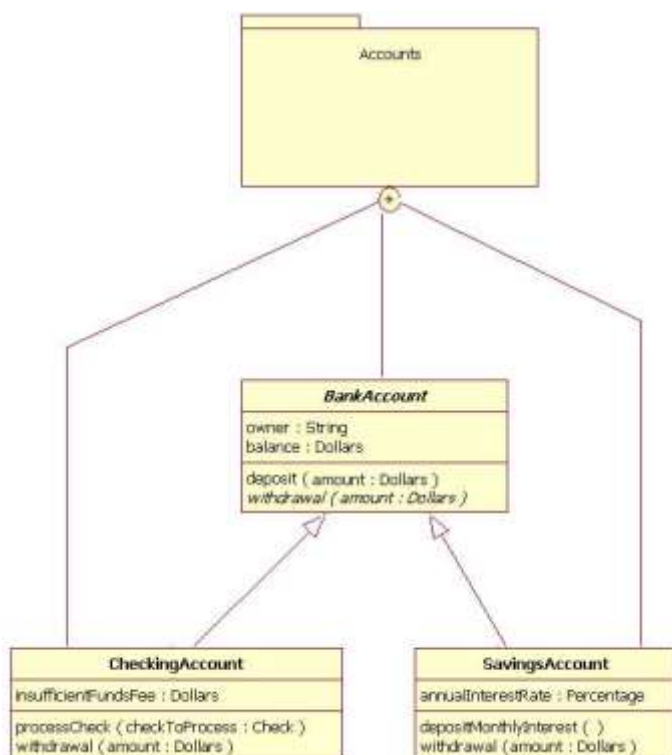 Accounts
+
BankAccount
owner : String
balance : Dollars
deposit ( amount : Dollars )
withdrawal ( amount : Dollars )
CheckingAccount
insufficientFundsFee : Dollars
processCheck ( checkToProcess : Check )
withdrawal ( amount : Dollars )
SavingsAccount
annualInterestRate : Percentage
depositMonthlyInterest ( )
withdrawal ( amount : Dollars )